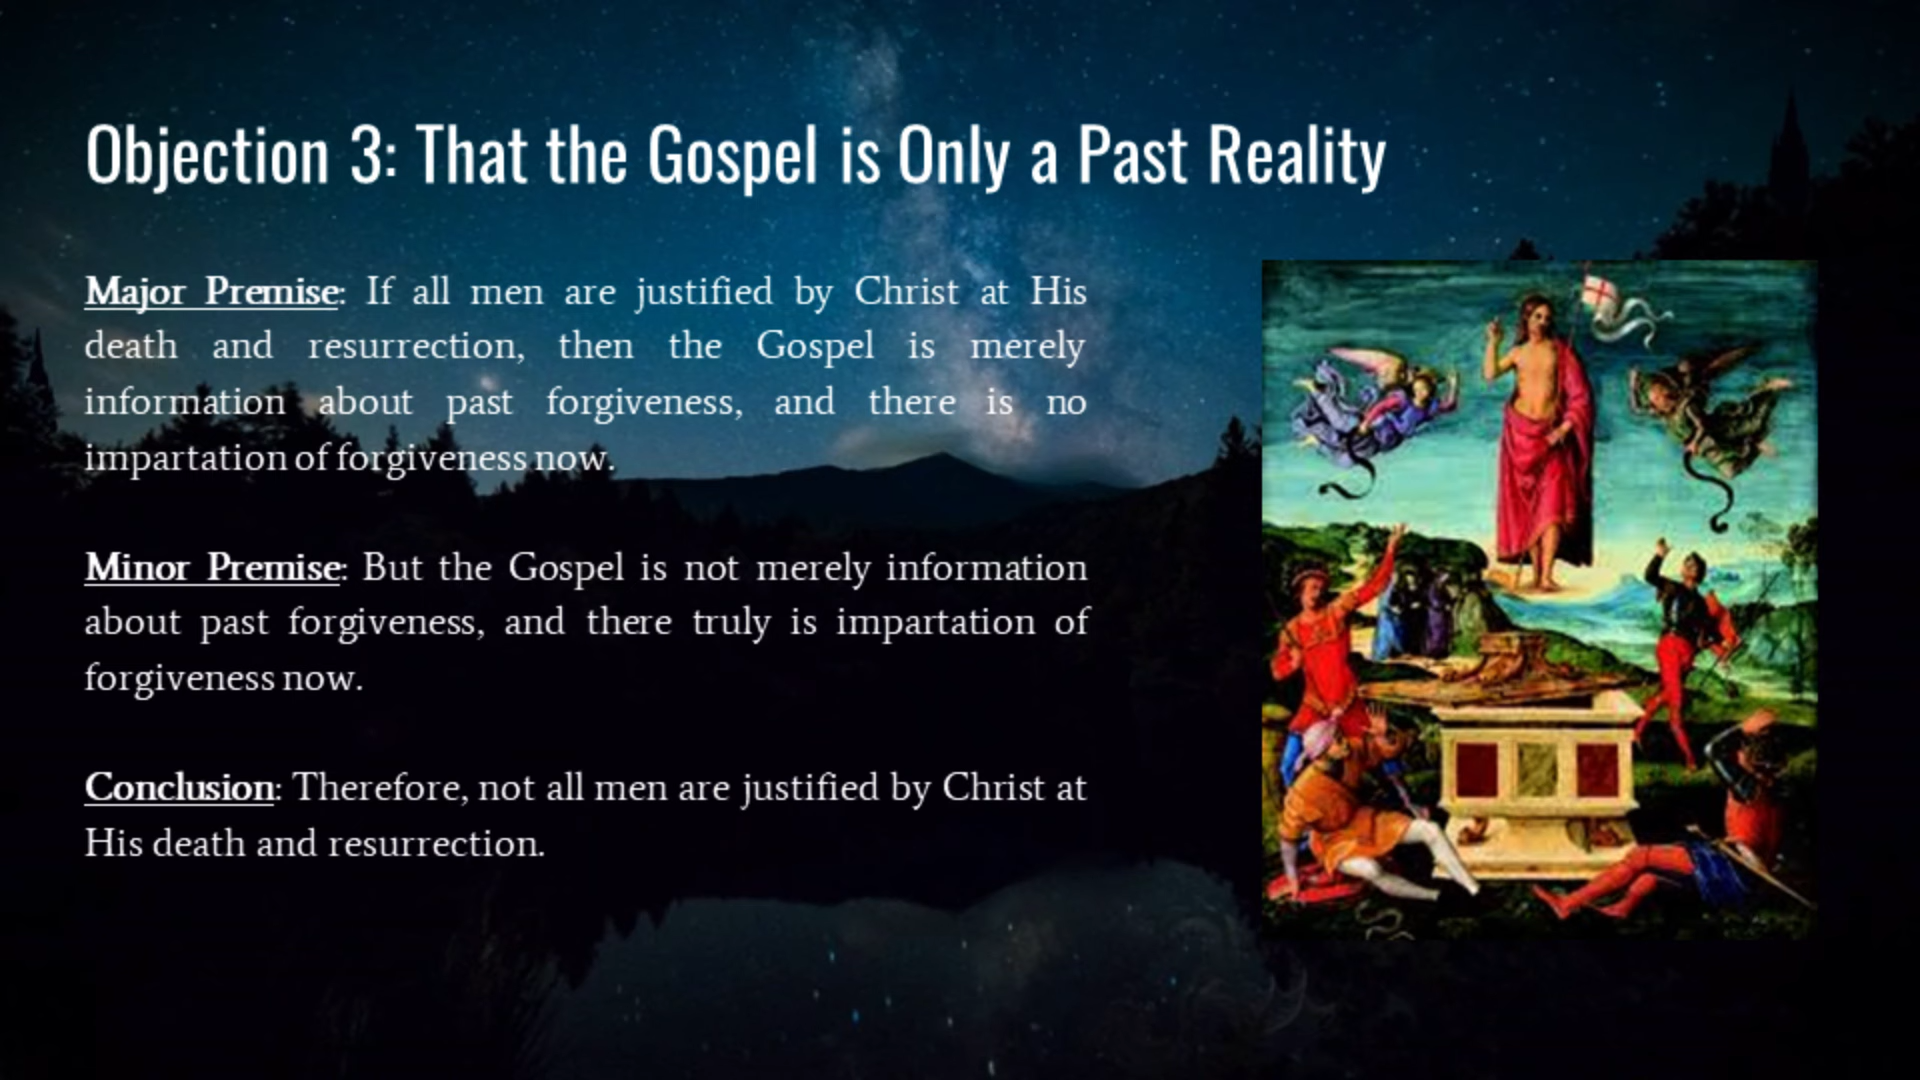 Objection 3: That the Gospel is Only a Past Reality
Major Premise: If all men are justified by Christ at His
death and resurrection, then the Gospel is merely
information about past forgiveness, and there is no
impartation of forgiveness now.
Minor Premise: But the Gospel is not merely information
about past forgiveness, and there truly is impartation of
forgiveness now.
Conclusion: Therefore, not all men are justified by Christ at
His death and resurrection.